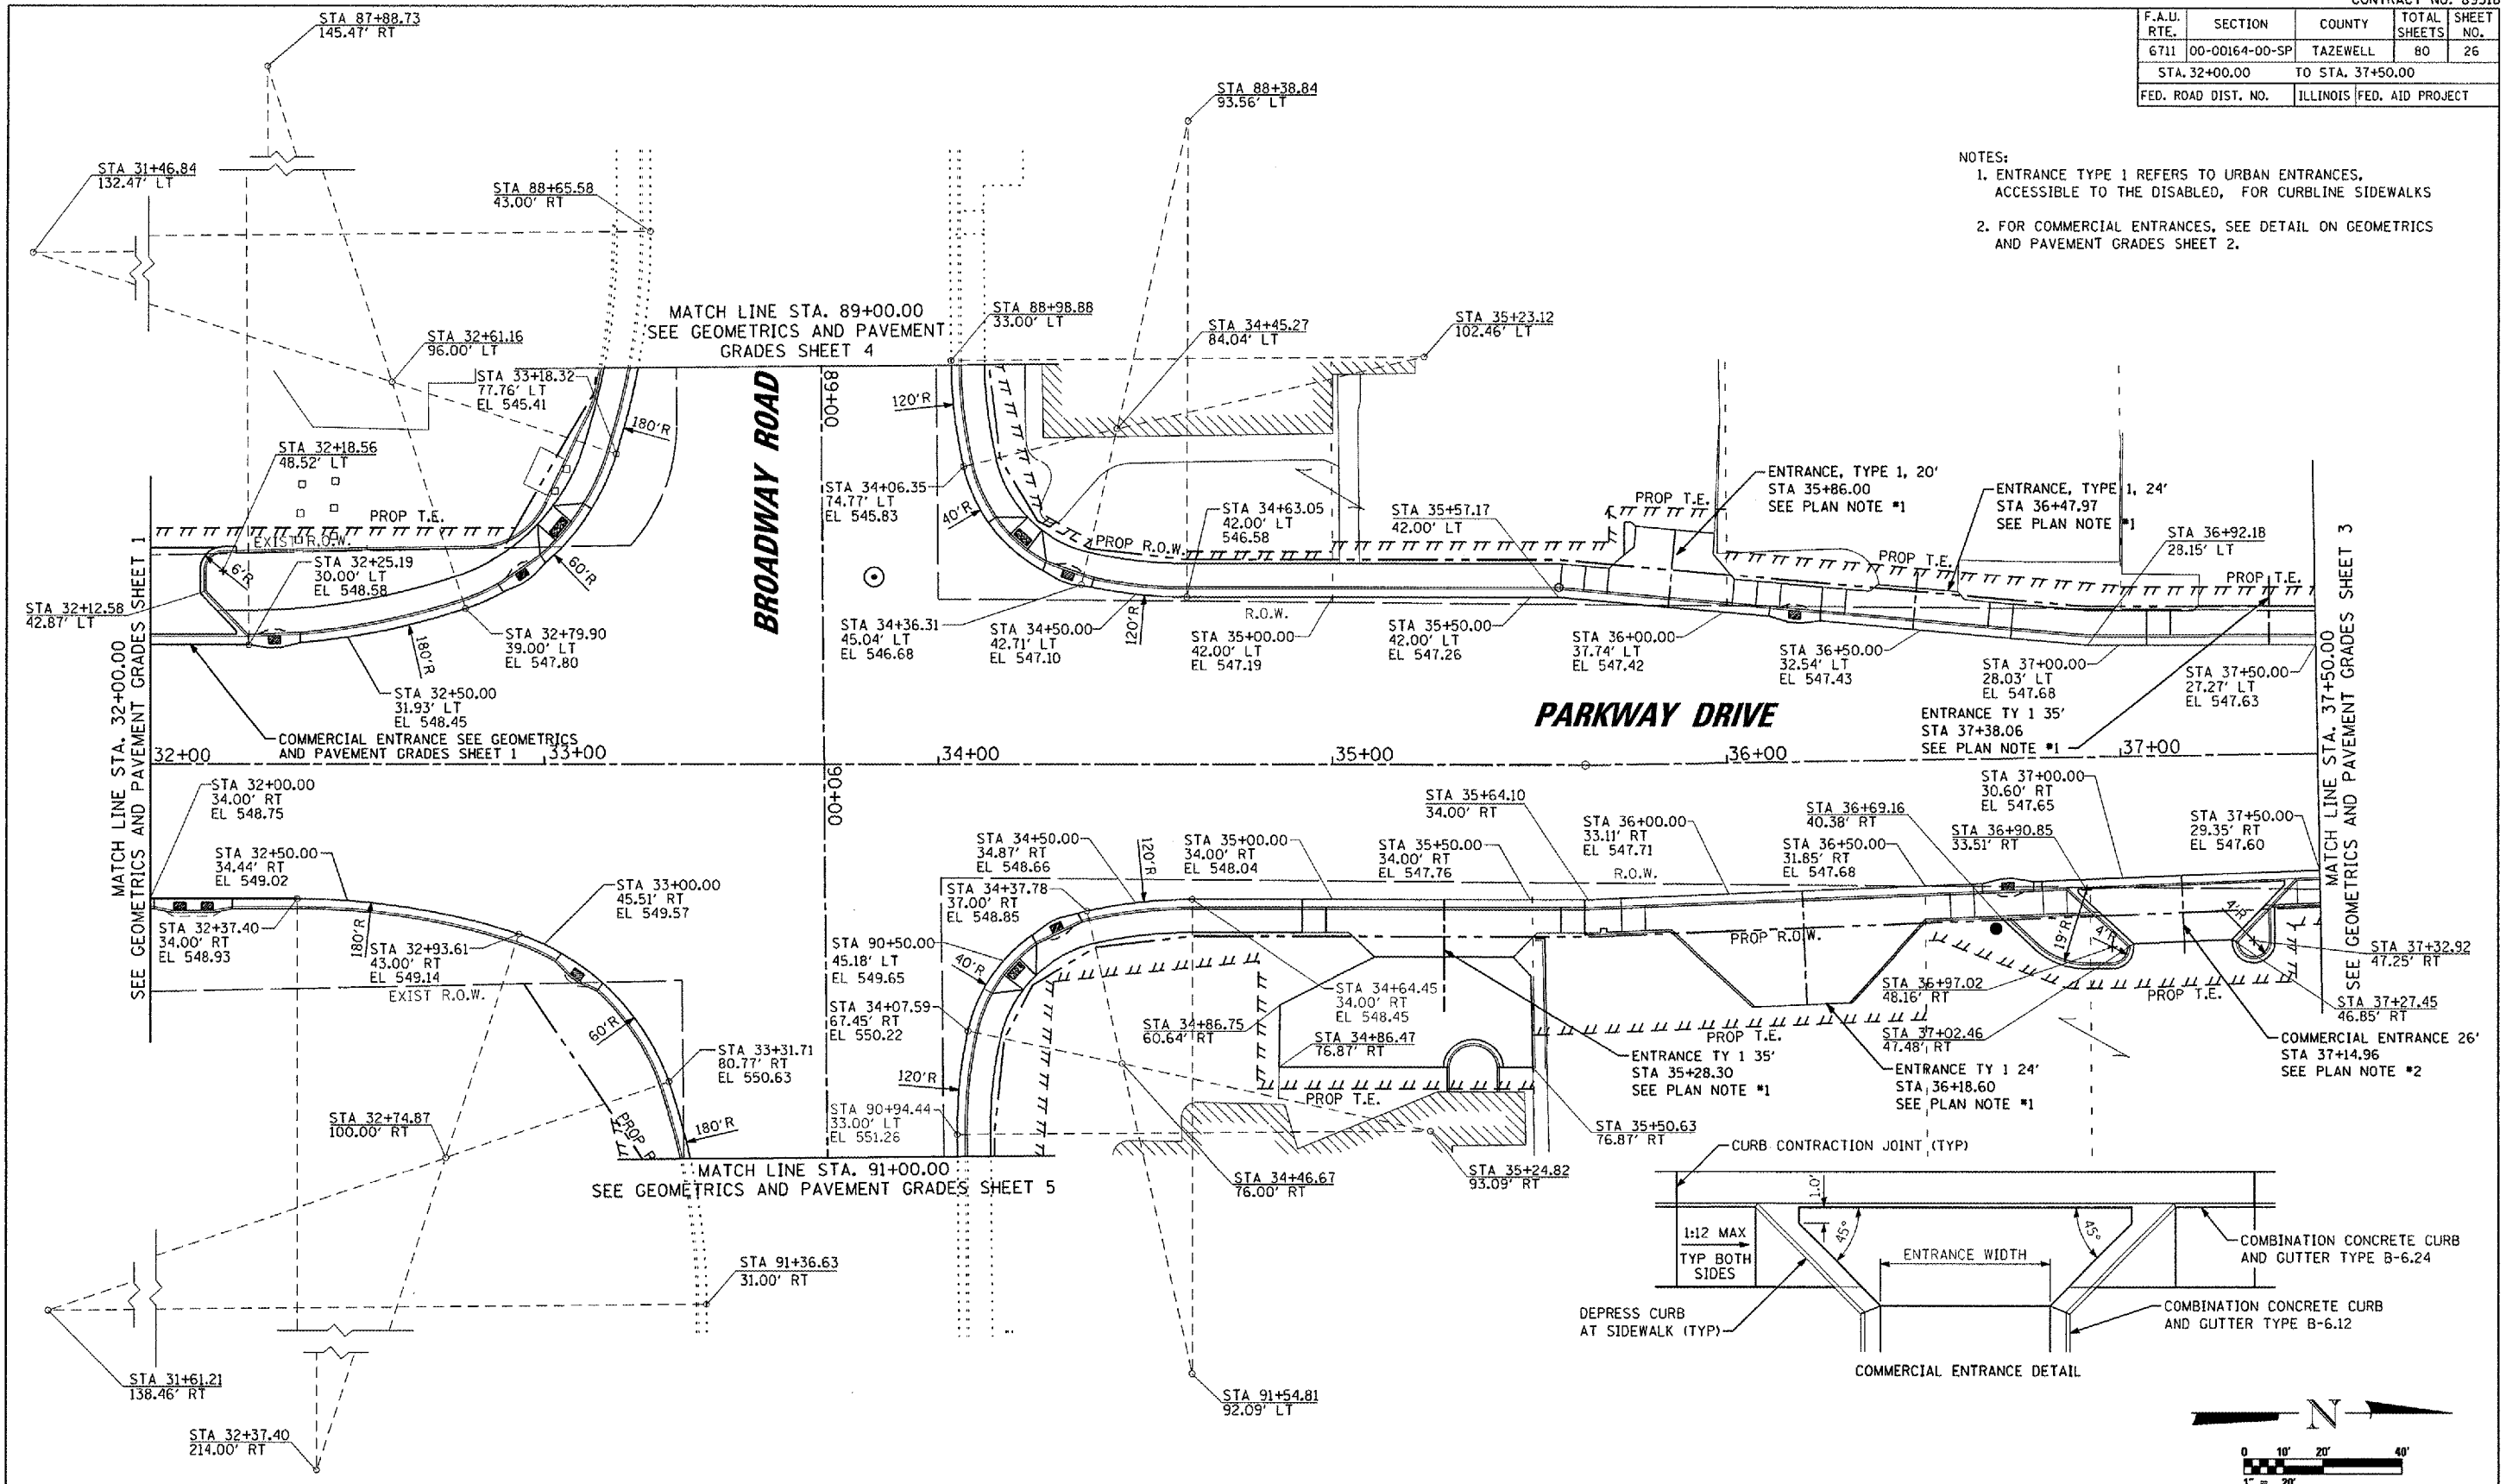 F.A.U. RTE. SECTION COUNTY TOTAL SHEETS SHEET NO.
6711 00-00164-00-SP TAZEWELL 80 26
STA. 32+00.00 TO STA. 37+50.00
FED. ROAD DIST. NO. ILLINOIS FED. AID PROJECT
NOTES:
1. ENTRANCE TYPE 1 REFERS TO URBAN ENTRANCES,
ACCESSIBLE TO THE DISABLED, FOR CURBLINE SIDEWALKS
2. FOR COMMERCIAL ENTRANCES, SEE DETAIL ON GEOMETRICS
AND PAVEMENT GRADES SHEET 2.
STA 87+88.73
145.47' RT
STA 31+46.84
132.47' LT
STA 88+65.58
43.00' RT
STA 88+38.84
93.56' LT
MATCH LINE STA. 89+00.00
SEE GEOMETRICS AND PAVEMENT
GRADES SHEET 4
STA 88+98.88
33.00' LT
STA 34+45.27
84.04' LT
STA 35+23.12
102.46' LT
STA 32+61.16
96.00' LT
STA 33+18.32
77.76' LT
EL 545.41
180'R
BROADWAY ROAD
89+00
120'R
STA 32+18.56
48.52' LT
PROP T.E.
EXIST R.O.W.
6'R
STA 32+25.19
30.00' LT
EL 548.58
STA 32+12.58
42.87' LT
60'R
STA 32+79.90
39.00' LT
EL 547.80
180'R
STA 32+50.00
31.93' LT
EL 548.45
COMMERCIAL ENTRANCE SEE GEOMETRICS
AND PAVEMENT GRADES SHEET 1
STA 34+06.35
74.77' LT
EL 545.83
40'R
STA 34+63.05
42.00' LT
546.58
PROP R.O.W.
STA 35+57.17
42.00' LT
PROP T.E.
ENTRANCE, TYPE 1, 20'
STA 35+86.00
SEE PLAN NOTE #1
ENTRANCE, TYPE 1, 24'
STA 36+47.97
SEE PLAN NOTE #1
STA 36+92.18
28.15' LT
PROP T.E.
PROP T.E.
STA 34+36.31
45.04' LT
EL 546.68
STA 34+50.00
42.71' LT
EL 547.10
120'R
R.O.W.
STA 35+00.00
42.00' LT
EL 547.19
STA 35+50.00
42.00' LT
EL 547.26
STA 36+00.00
37.74' LT
EL 547.42
STA 36+50.00
32.54' LT
EL 547.43
STA 37+00.00
28.03' LT
EL 547.68
STA 37+50.00
27.27' LT
EL 547.63
PARKWAY DRIVE
ENTRANCE TY 1 35'
STA 37+38.06
SEE PLAN NOTE #1
MATCH LINE STA. 32+00.00
SEE GEOMETRICS AND PAVEMENT GRADES SHEET 1
MATCH LINE STA. 37+50.00
SEE GEOMETRICS AND PAVEMENT GRADES SHEET 3
32+00
33+00
34+00
35+00
36+00
37+00
90+00
STA 32+00.00
34.00' RT
EL 548.75
STA 32+50.00
34.44' RT
EL 549.02
STA 33+00.00
45.51' RT
EL 549.57
STA 32+37.40
34.00' RT
EL 548.93
180'R
STA 32+93.61
43.00' RT
EL 549.14
EXIST R.O.W.
60'R
STA 33+31.71
80.77' RT
EL 550.63
STA 32+74.87
100.00' RT
PROP
180'R
STA 34+50.00
34.87' RT
EL 548.66
120'R
STA 35+00.00
34.00' RT
EL 548.04
STA 35+50.00
34.00' RT
EL 547.76
STA 35+64.10
34.00' RT
STA 36+00.00
33.11' RT
EL 547.71
R.O.W.
STA 36+69.16
40.38' RT
STA 36+50.00
31.85' RT
EL 547.68
STA 37+00.00
30.60' RT
EL 547.65
STA 36+90.85
33.51' RT
STA 37+50.00
29.35' RT
EL 547.60
STA 34+37.78
37.00' RT
EL 548.85
STA 90+50.00
45.18' LT
EL 549.65
40'R
STA 34+07.59
67.45' RT
EL 550.22
120'R
STA 90+94.44
33.00' LT
EL 551.26
STA 34+64.45
34.00' RT
EL 548.45
STA 34+86.75
60.64' RT
STA 34+86.47
76.87' RT
PROP T.E.
PROP R.O.W.
PROP T.E.
ENTRANCE TY 1 35'
STA 35+28.30
SEE PLAN NOTE #1
ENTRANCE TY 1 24'
STA 36+18.60
SEE PLAN NOTE #1
19'R
4'R
4'R
STA 36+97.02
48.16' RT
STA 37+02.46
47.48' RT
PROP T.E.
STA 37+32.92
47.25' RT
STA 37+27.45
46.85' RT
COMMERCIAL ENTRANCE 26'
STA 37+14.96
SEE PLAN NOTE #2
STA 35+50.63
76.87' RT
STA 35+24.82
93.09' RT
STA 34+46.67
76.00' RT
MATCH LINE STA. 91+00.00
SEE GEOMETRICS AND PAVEMENT GRADES SHEET 5
STA 91+36.63
31.00' RT
STA 31+61.21
138.46' RT
STA 32+37.40
214.00' RT
STA 91+54.81
92.09' LT
CURB CONTRACTION JOINT (TYP)
1.0'
1:12 MAX
TYP BOTH
SIDES
45°
45°
ENTRANCE WIDTH
COMBINATION CONCRETE CURB
AND GUTTER TYPE B-6.24
DEPRESS CURB
AT SIDEWALK (TYP)
COMBINATION CONCRETE CURB
AND GUTTER TYPE B-6.12
COMMERCIAL ENTRANCE DETAIL
N
0 10' 20' 40'